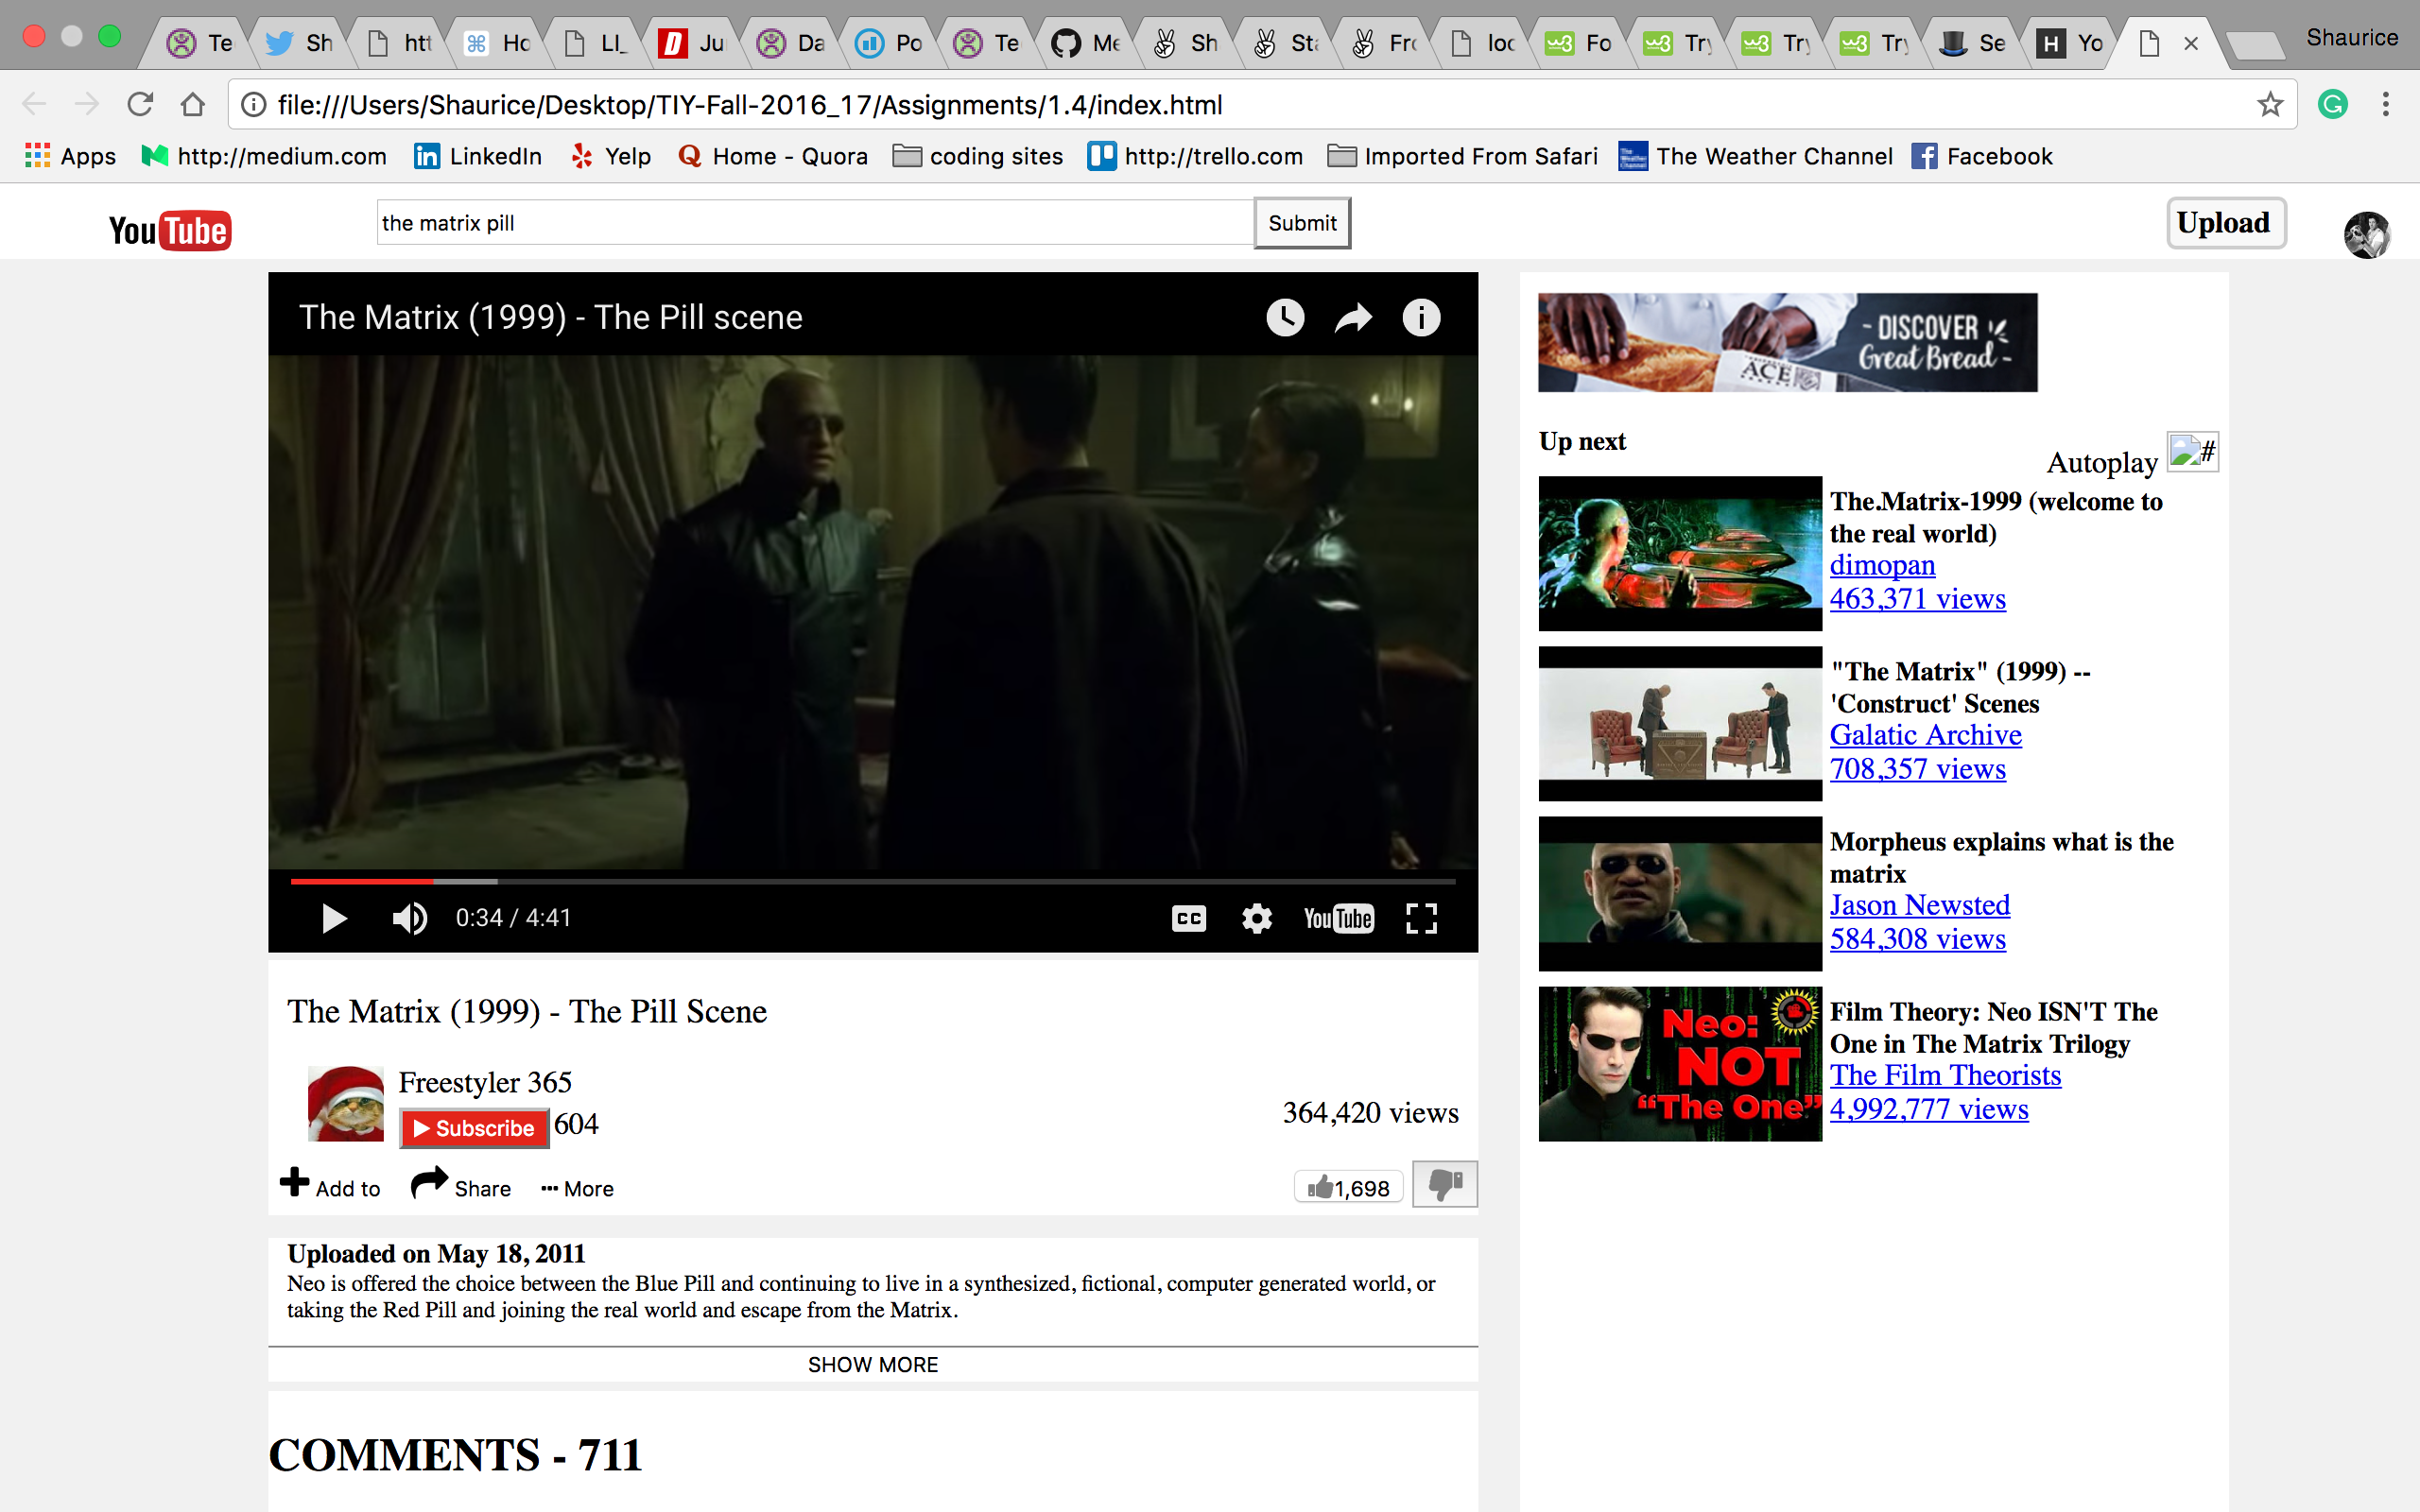 Te Sh htt Ho LI_ Ju Da Po Te Me Sh Sta Fro loc Fo Try Try Try Se Yo Shaurice
file:///Users/Shaurice/Desktop/TIY-Fall-2016_17/Assignments/1.4/index.html
Apps http://medium.com LinkedIn Yelp Home - Quora coding sites http://trello.com Imported From Safari The Weather Channel Facebook
YouTube the matrix pill Submit Upload
The Matrix (1999) - The Pill scene
0:34 / 4:41 CC YouTube
The Matrix (1999) - The Pill Scene
Freestyler 365
Subscribe 604
364,420 views
Add to Share ••• More 1,698
Uploaded on May 18, 2011
Neo is offered the choice between the Blue Pill and continuing to live in a synthesized, fictional, computer generated world, or
taking the Red Pill and joining the real world and escape from the Matrix.
SHOW MORE
COMMENTS - 711
- DISCOVER
Great Bread -
ACE
Up next
Autoplay #
The.Matrix-1999 (welcome to
the real world)
dimopan
463,371 views
"The Matrix" (1999) --
'Construct' Scenes
Galatic Archive
708,357 views
Morpheus explains what is the
matrix
Jason Newsted
584,308 views
Neo:
NOT
"The One"
Film Theory: Neo ISN'T The
One in The Matrix Trilogy
The Film Theorists
4,992,777 views